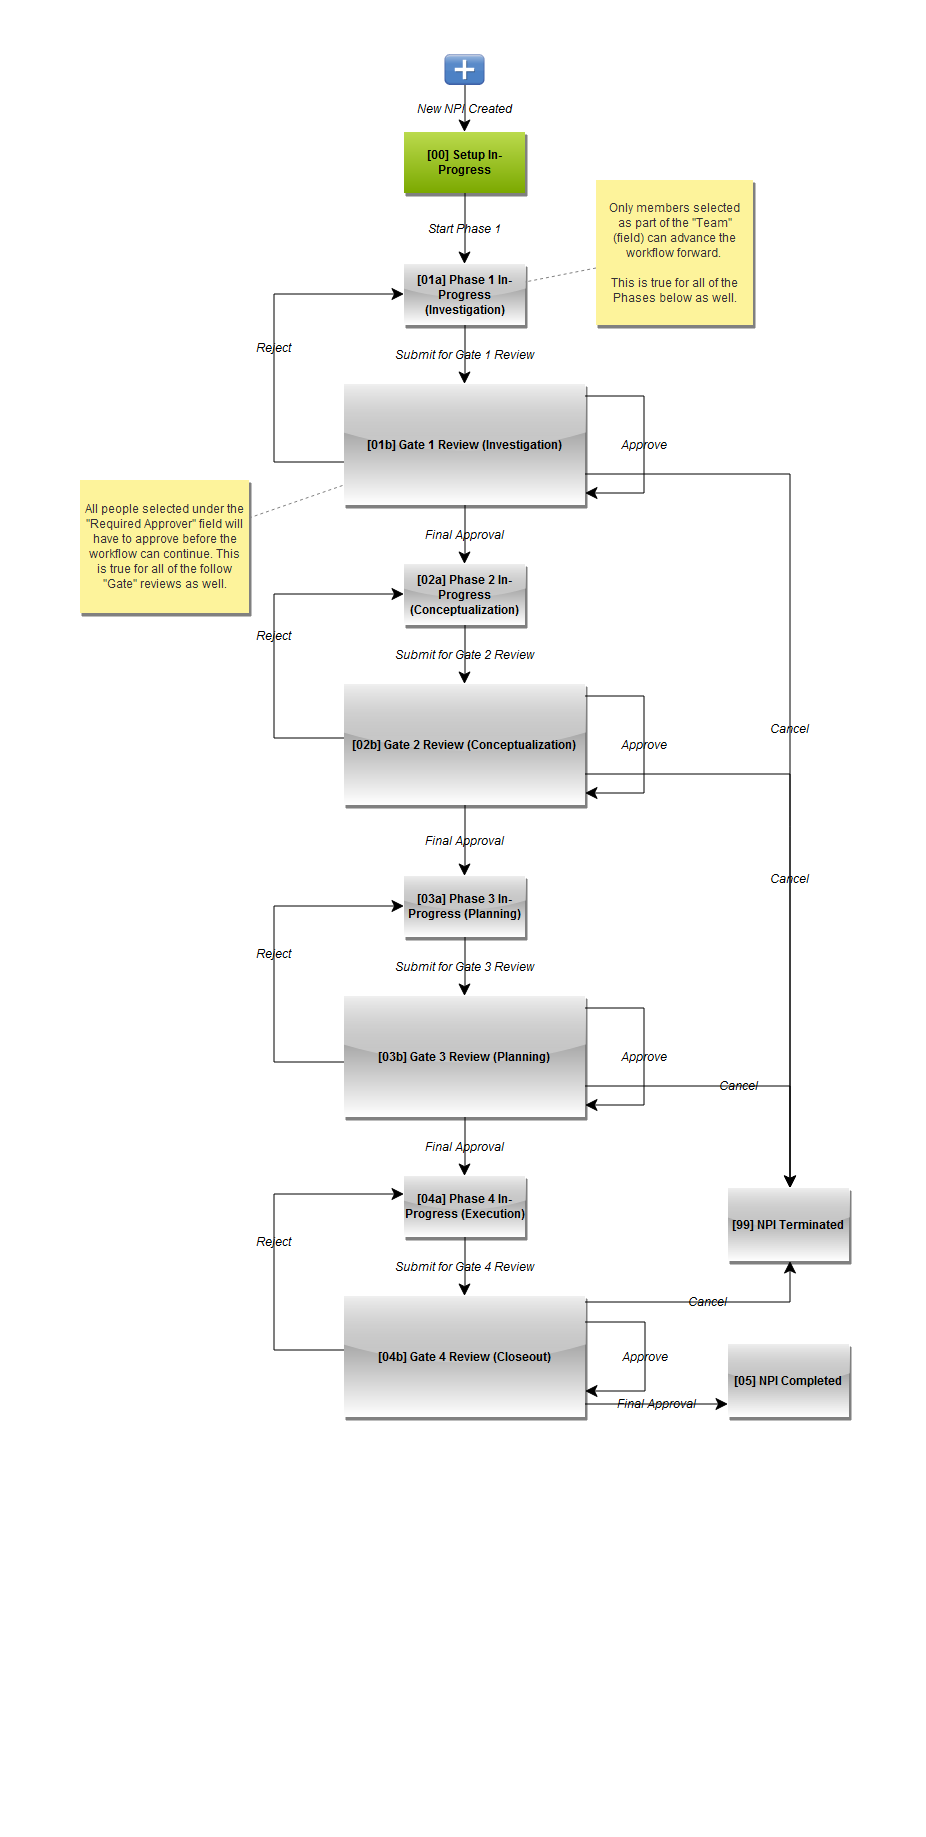 New NPI Created
[00] Setup In-
Progress
Start Phase 1
Only members selected
as part of the "Team"
(field) can advance the
workflow forward.
This is true for all of the
Phases below as well.
[01a] Phase 1 In-
Progress
(Investigation)
Reject
Submit for Gate 1 Review
[01b] Gate 1 Review (Investigation)
Approve
All people selected under the
"Required Approver" field will
have to approve before the
workflow can continue. This
is true for all of the follow
"Gate" reviews as well.
Final Approval
[02a] Phase 2 In-
Progress
(Conceptualization)
Reject
Submit for Gate 2 Review
Cancel
[02b] Gate 2 Review (Conceptualization)
Approve
Final Approval
Cancel
[03a] Phase 3 In-
Progress (Planning)
Reject
Submit for Gate 3 Review
[03b] Gate 3 Review (Planning)
Approve
Cancel
Final Approval
[04a] Phase 4 In-
Progress (Execution)
[99] NPI Terminated
Reject
Submit for Gate 4 Review
Cancel
[04b] Gate 4 Review (Closeout)
Approve
[05] NPI Completed
Final Approval